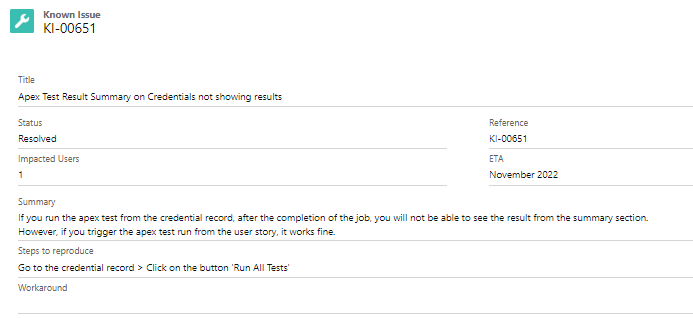 Known Issue
KI-00651
Title
Apex Test Result Summary on Credentials not showing results
Status
Reference
Resolved
KI-00651
Impacted Users
ETA
1
November 2022
Summary
If you run the apex test from the credential record, after the completion of the job, you will not be able to see the result from the summary section.
However, if you trigger the apex test run from the user story, it works fine.
Steps to reproduce
Go to the credential record > Click on the button 'Run All Tests'
Workaround